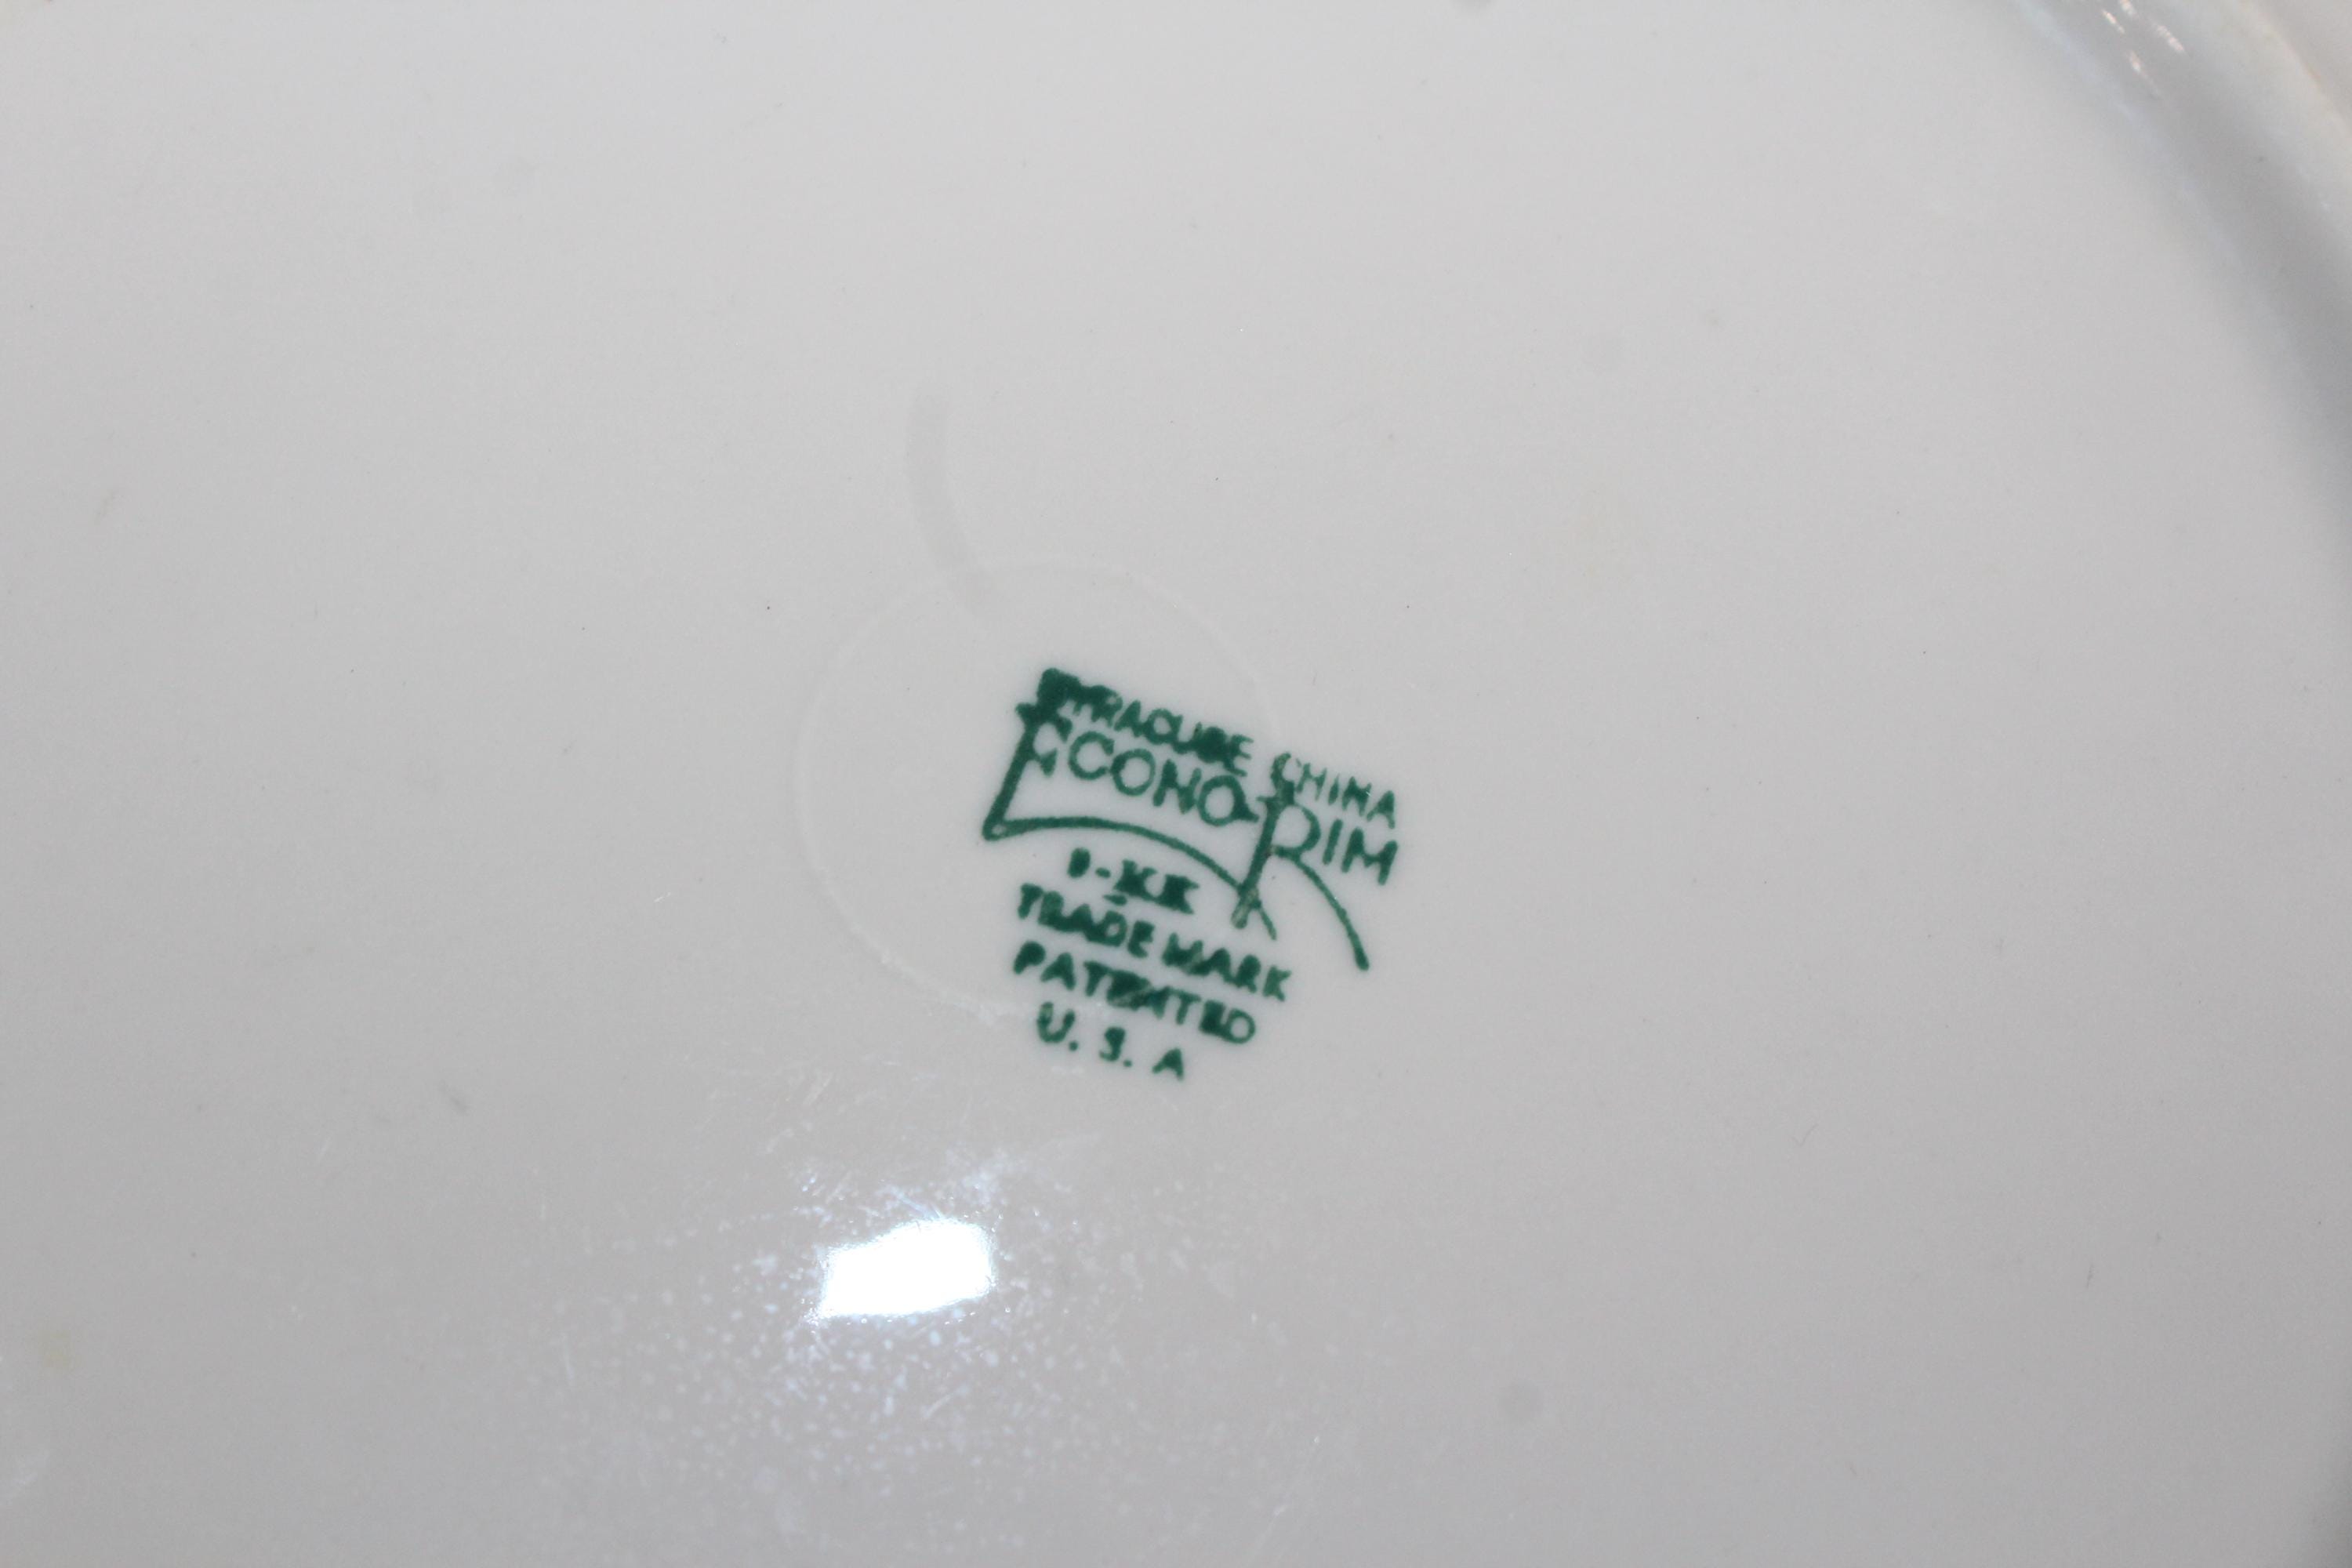 SYRACUSE CHINA
ECONO-RIM
TRADE MARK
PATENTED
U. S. A